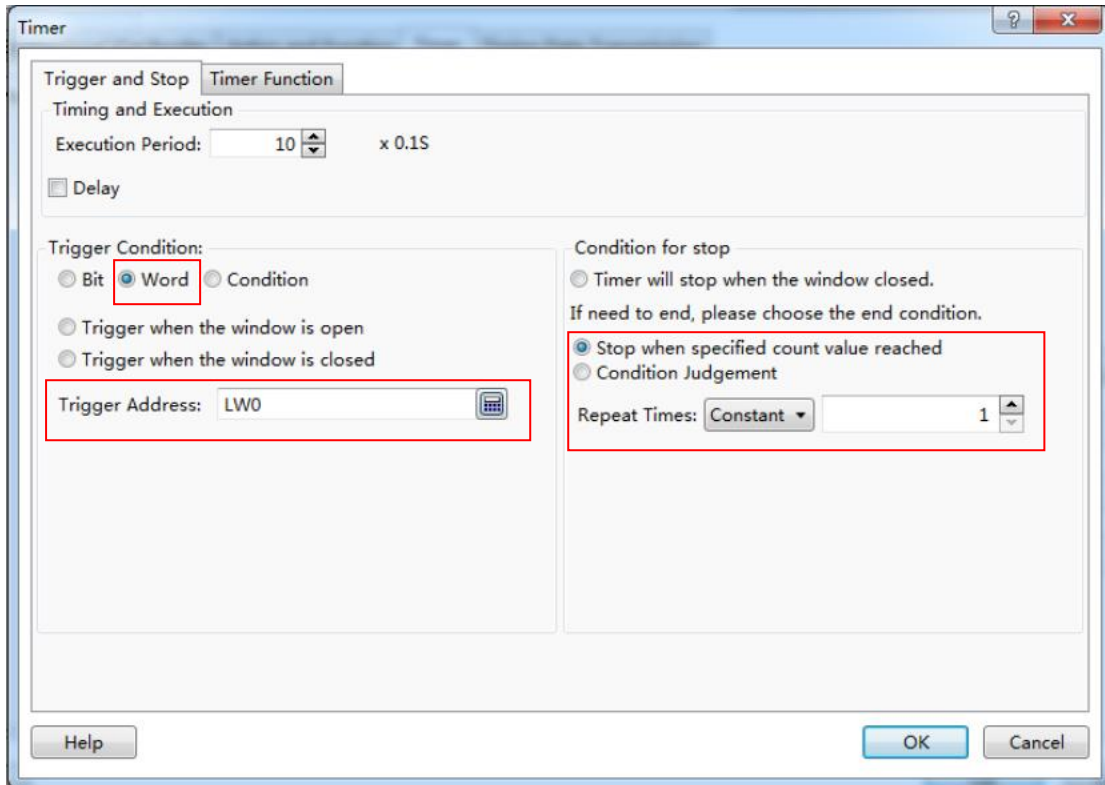 Timer
Trigger and Stop Timer Function
Timing and Execution
Execution Period: 10 x 0.1S
Delay
Trigger Condition:
Bit Word Condition
Trigger when the window is open
Trigger when the window is closed
Trigger Address: LW0
Condition for stop
Timer will stop when the window closed.
If need to end, please choose the end condition.
Stop when specified count value reached
Condition Judgement
Repeat Times: Constant 1
Help OK Cancel